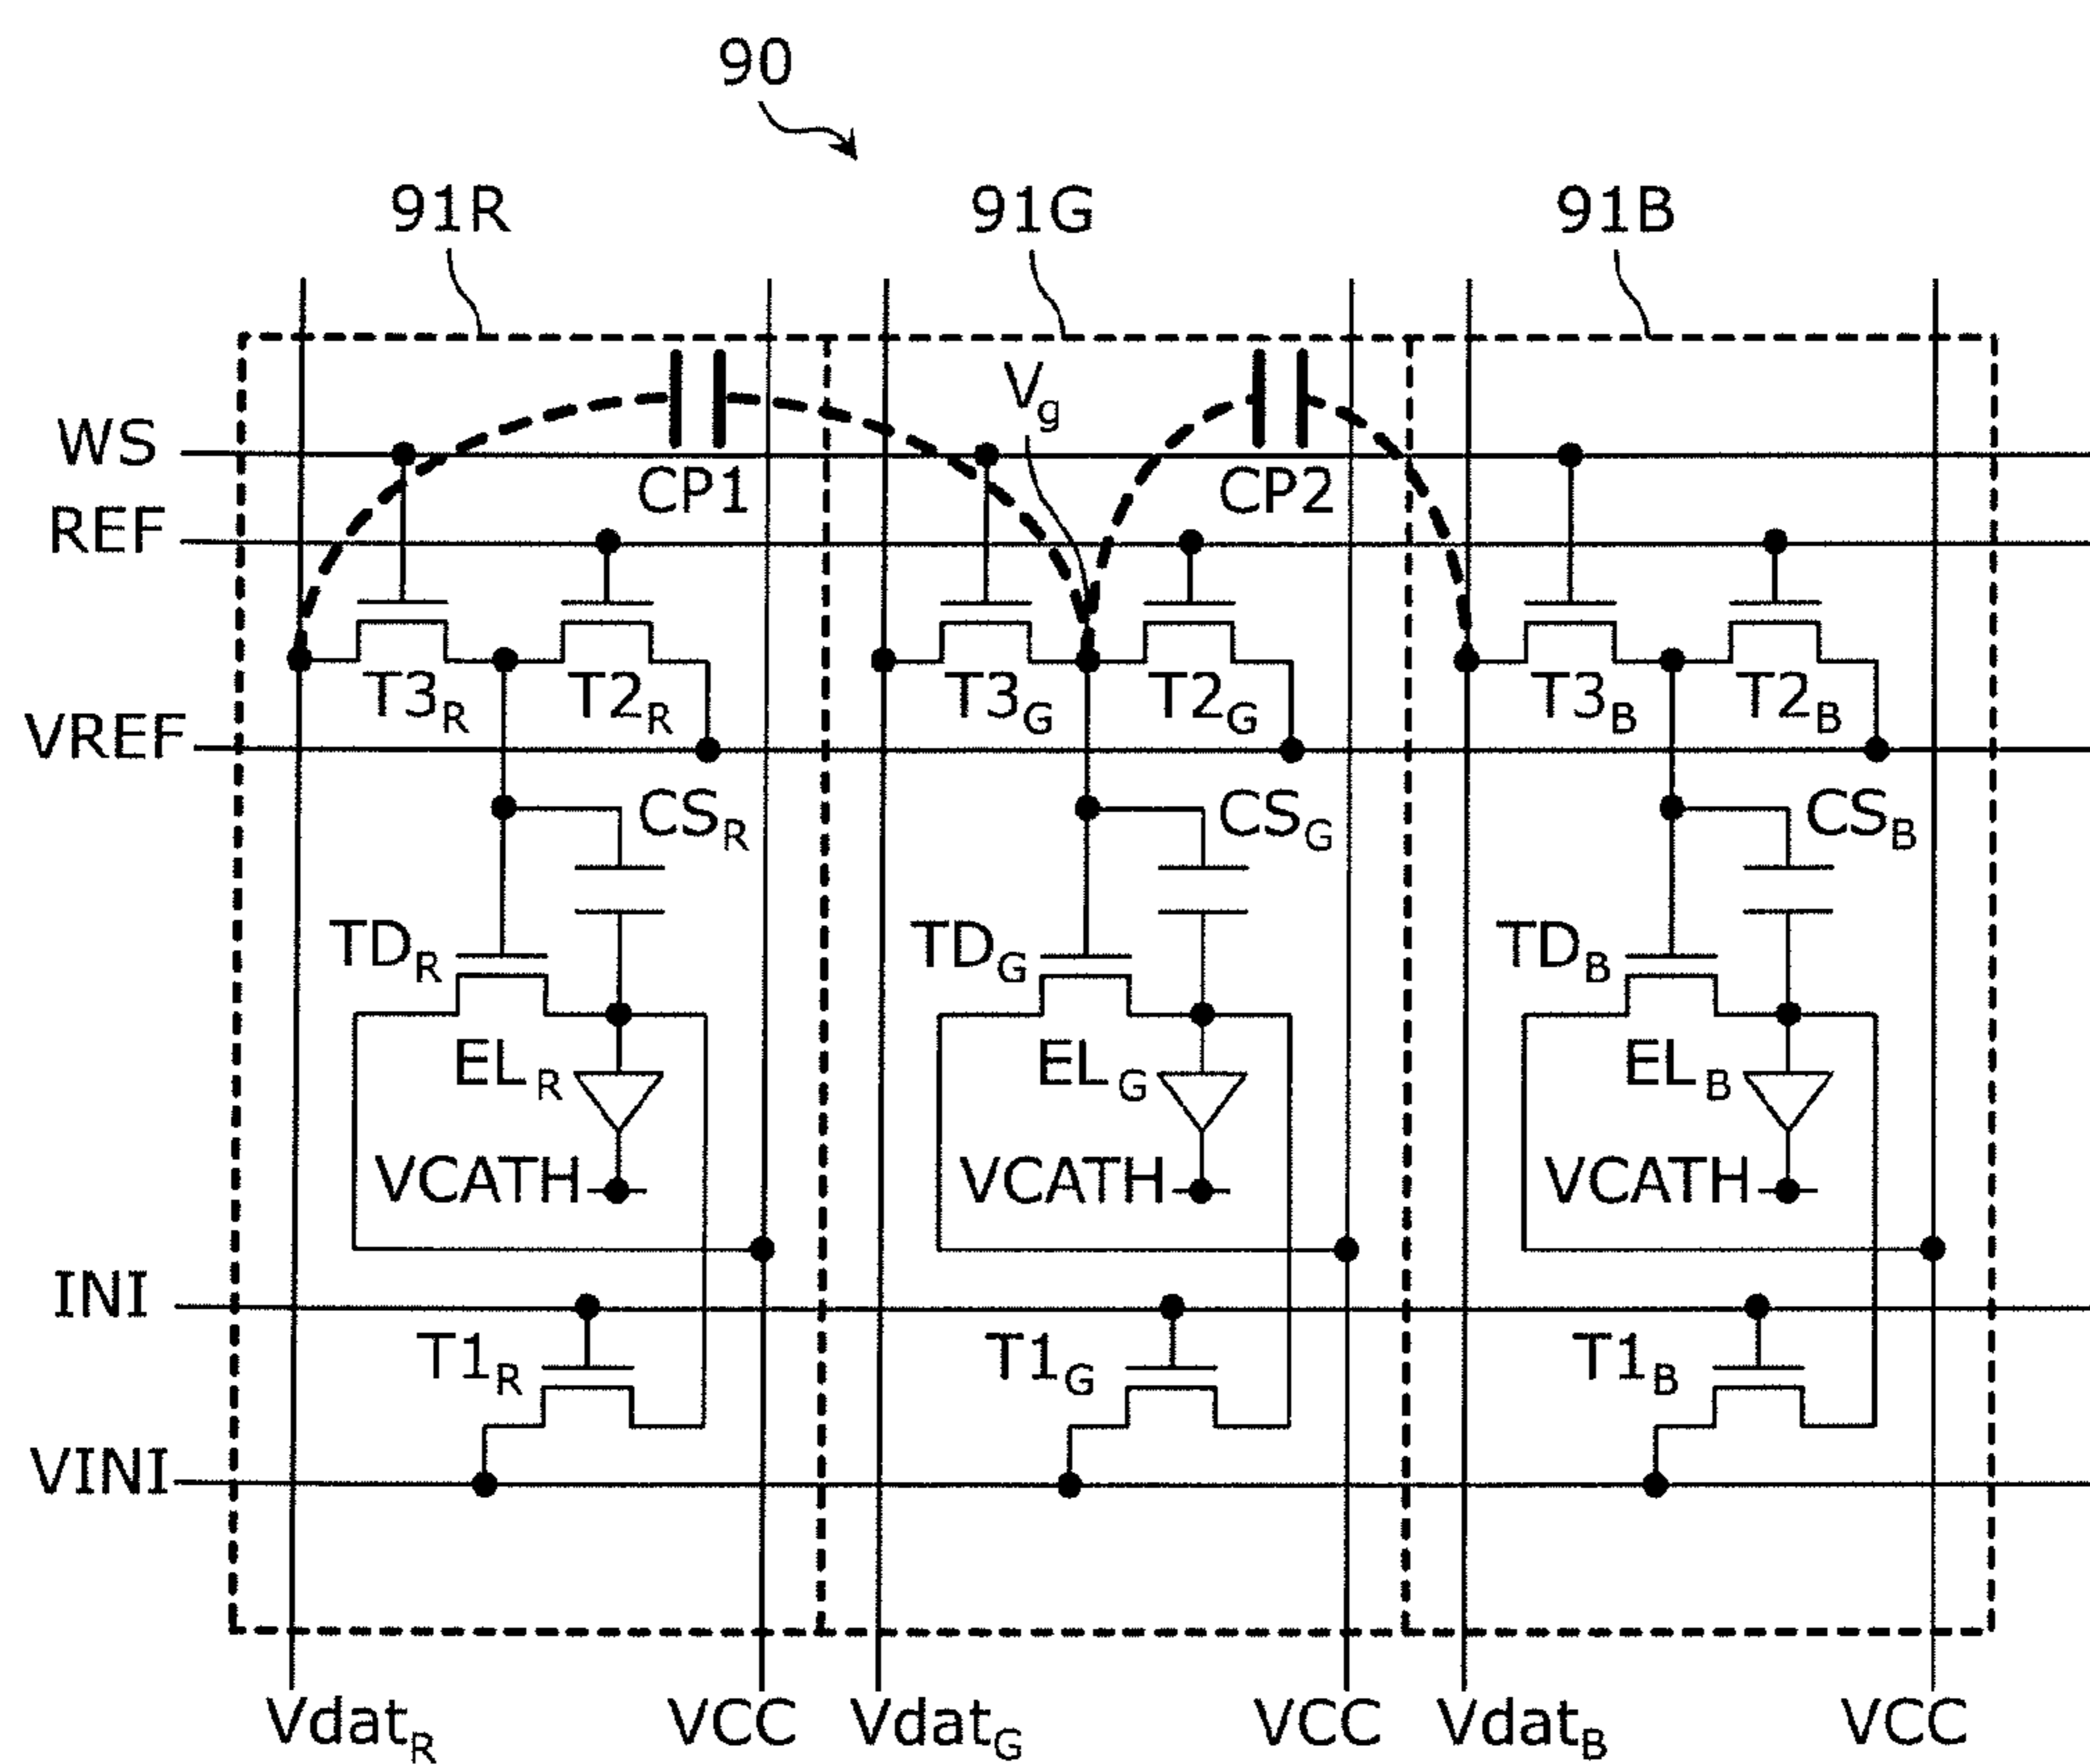 90
91R 91G 91B
Vg
WS
CP1 CP2
REF
T3R T2R T3G T2G T3B T2B
VREF
CSR CSG CSB
TDR TDG TDB
ELR ELG ELB
VCATH VCATH VCATH
INI
T1R T1G T1B
VINI
VdatR VCC VdatG VCC VdatB VCC